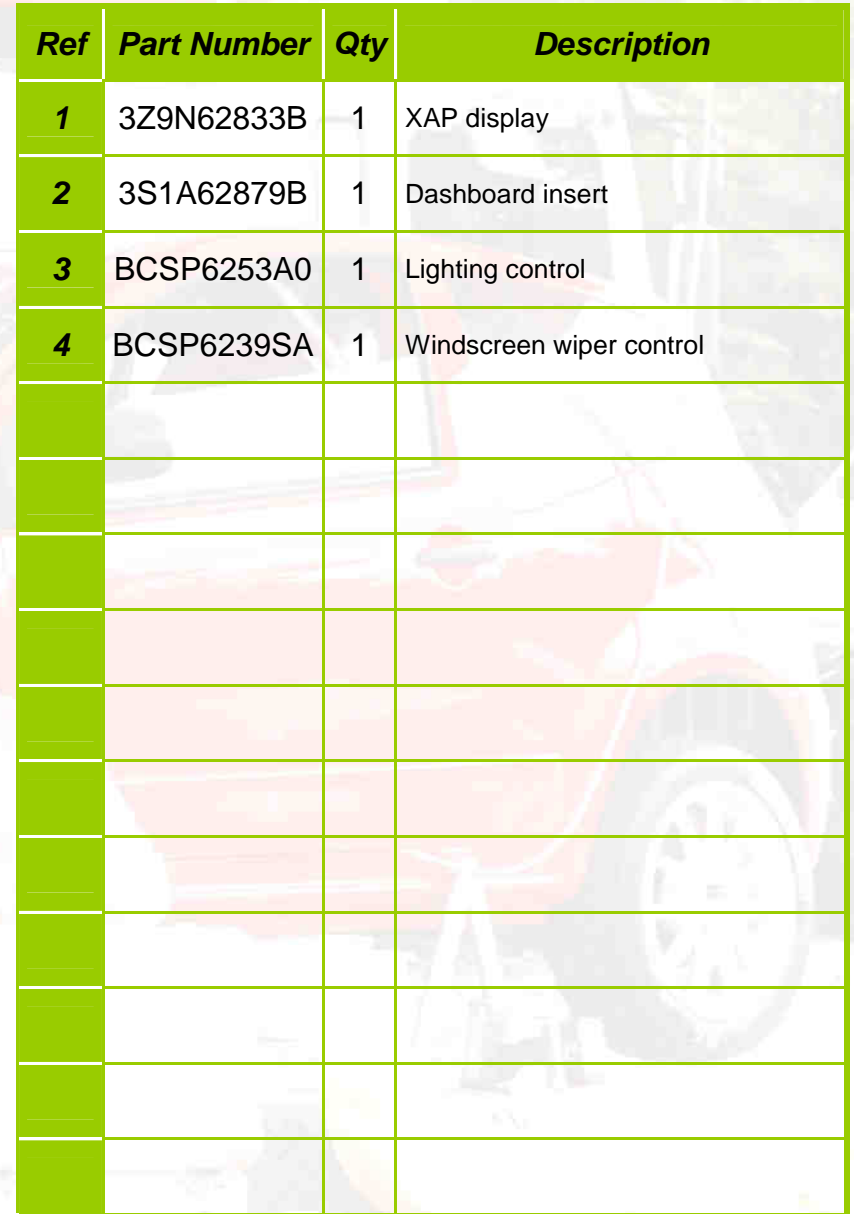 Ref Part Number Qty Description
1 3Z9N62833B 1 XAP display
2 3S1A62879B 1 Dashboard insert
3 BCSP6253A0 1 Lighting control
4 BCSP6239SA 1 Windscreen wiper control